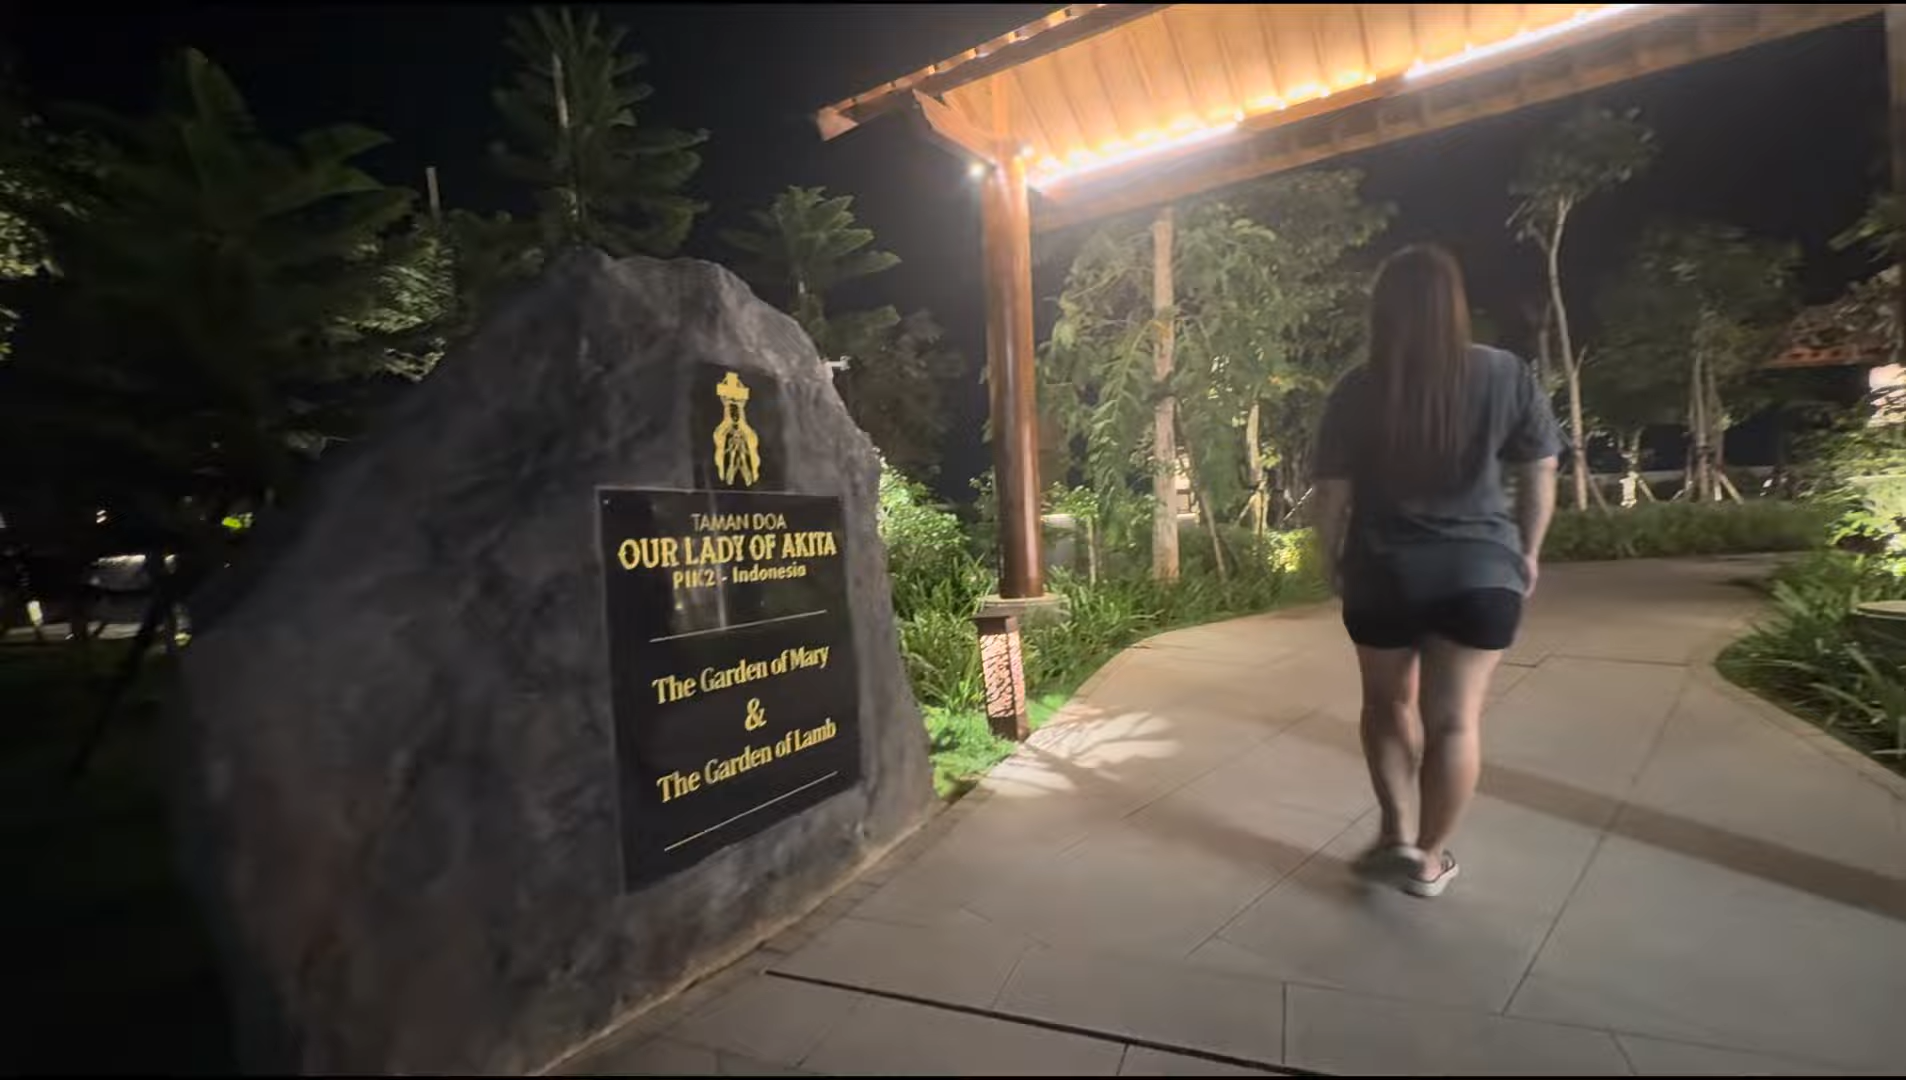 TAMAN DOA
OUR LADY OF AKITA
PIK2 - Indonesia
The Garden of Mary
&
The Garden of Lamb